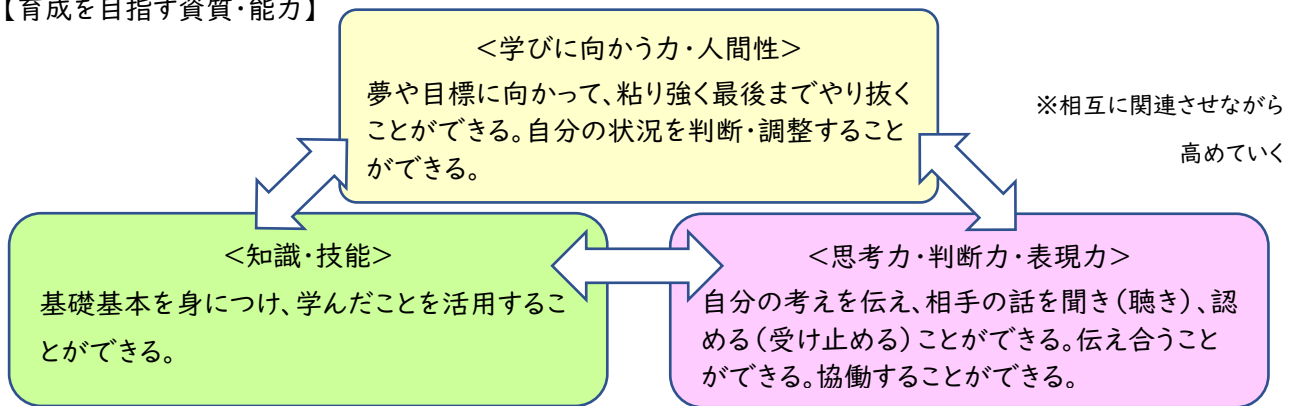 【育成を目指す資質・能力】
<学びに向かう力・人間性>
夢や目標に向かって、粘り強く最後までやり抜く
ことができる。自分の状況を判断・調整すること
ができる。
※相互に関連させながら
高めていく
<知識・技能>
基礎基本を身につけ、学んだことを活用するこ
とができる。
<思考力・判断力・表現力>
自分の考えを伝え、相手の話を聞き(聴き)、認
める(受け止める)ことができる。伝え合うこと
ができる。協働することができる。